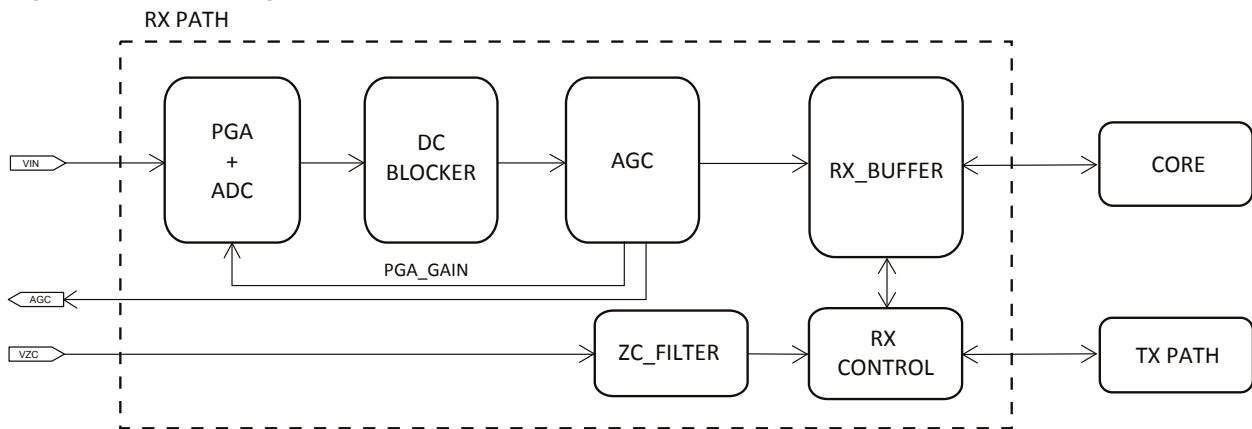 RX PATH
PGA
+
ADC
DC
BLOCKER
AGC
RX_BUFFER
CORE
VIN
PGA_GAIN
AGC
VZC
ZC_FILTER
RX
CONTROL
TX PATH